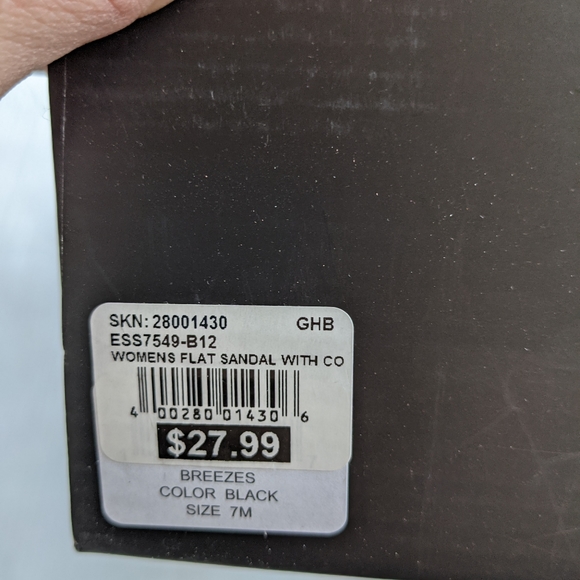 SKN: 28001430 GHB
ESS7549-B12
WOMENS FLAT SANDAL WITH CO
4 00280 01430 6
$27.99
BREEZES
COLOR BLACK
SIZE 7M